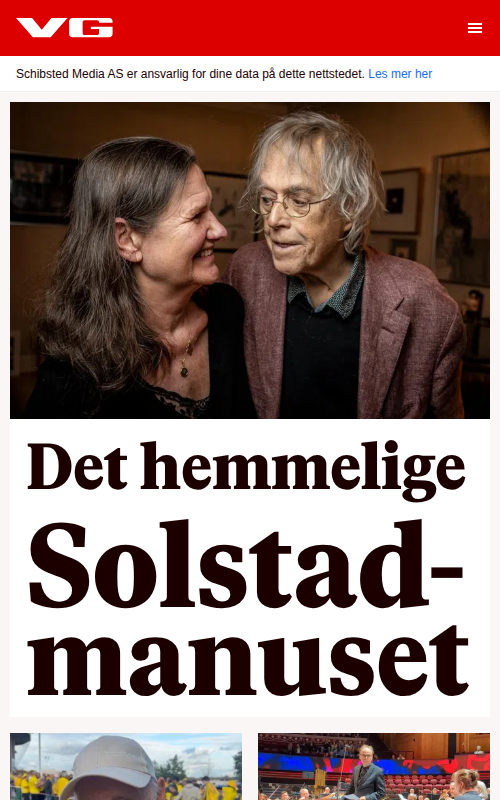 VG
Schibsted Media AS er ansvarlig for dine data på dette nettstedet. Les mer her
Det hemmelige
Solstad-
manuset